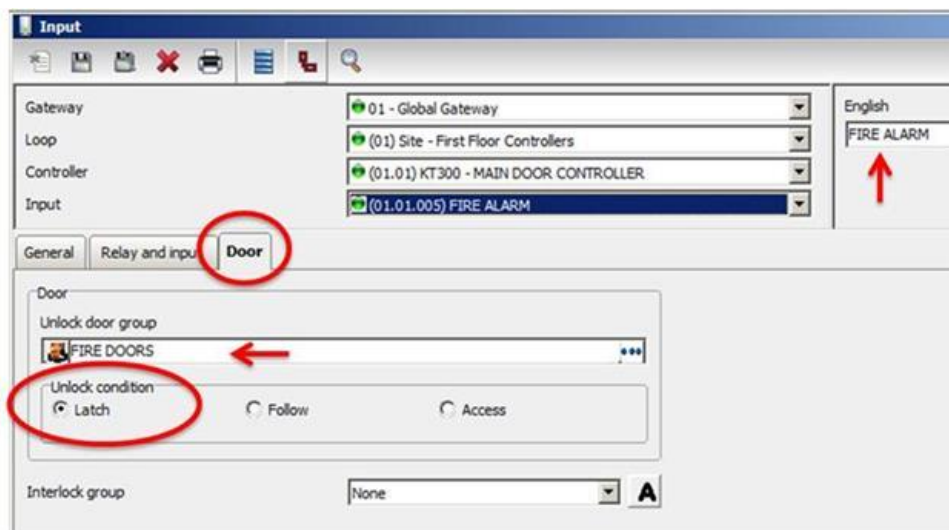 Input
Gateway
01 - Global Gateway
English
Loop
(01) Site - First Floor Controllers
FIRE ALARM
Controller
(01.01) KT300 - MAIN DOOR CONTROLLER
Input
(01.01.005) FIRE ALARM
General
Relay and inpu
Door
Door
Unlock door group
FIRE DOORS
Unlock condition
Latch
Follow
Access
Interlock group
None
A